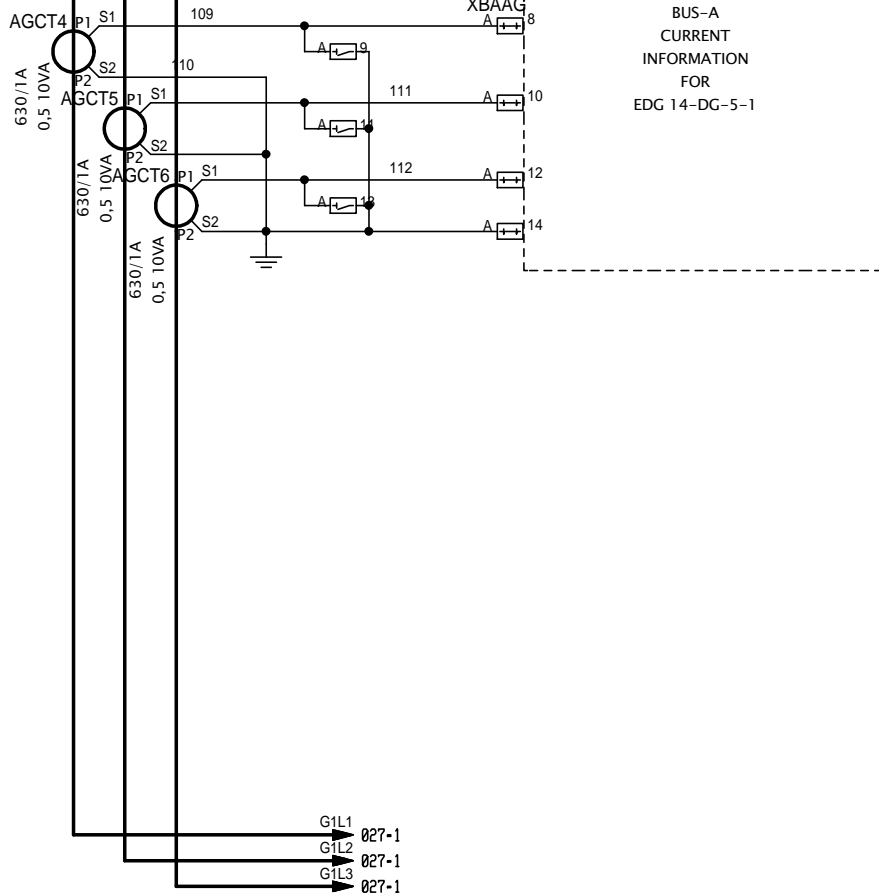 XBAAG
AGCT4 P1 S1 109 A 8
A 9
P2 S2 110
630/1A
0,5 10VA
AGCT5 P1 S1 111 A 10
A 11
P2 S2
630/1A
0,5 10VA
AGCT6 P1 S1 112 A 12
A 13
P2 S2 A 14
630/1A
0,5 10VA
BUS-A
CURRENT
INFORMATION
FOR
EDG 14-DG-5-1
G1L1 027-1
G1L2 027-1
G1L3 027-1